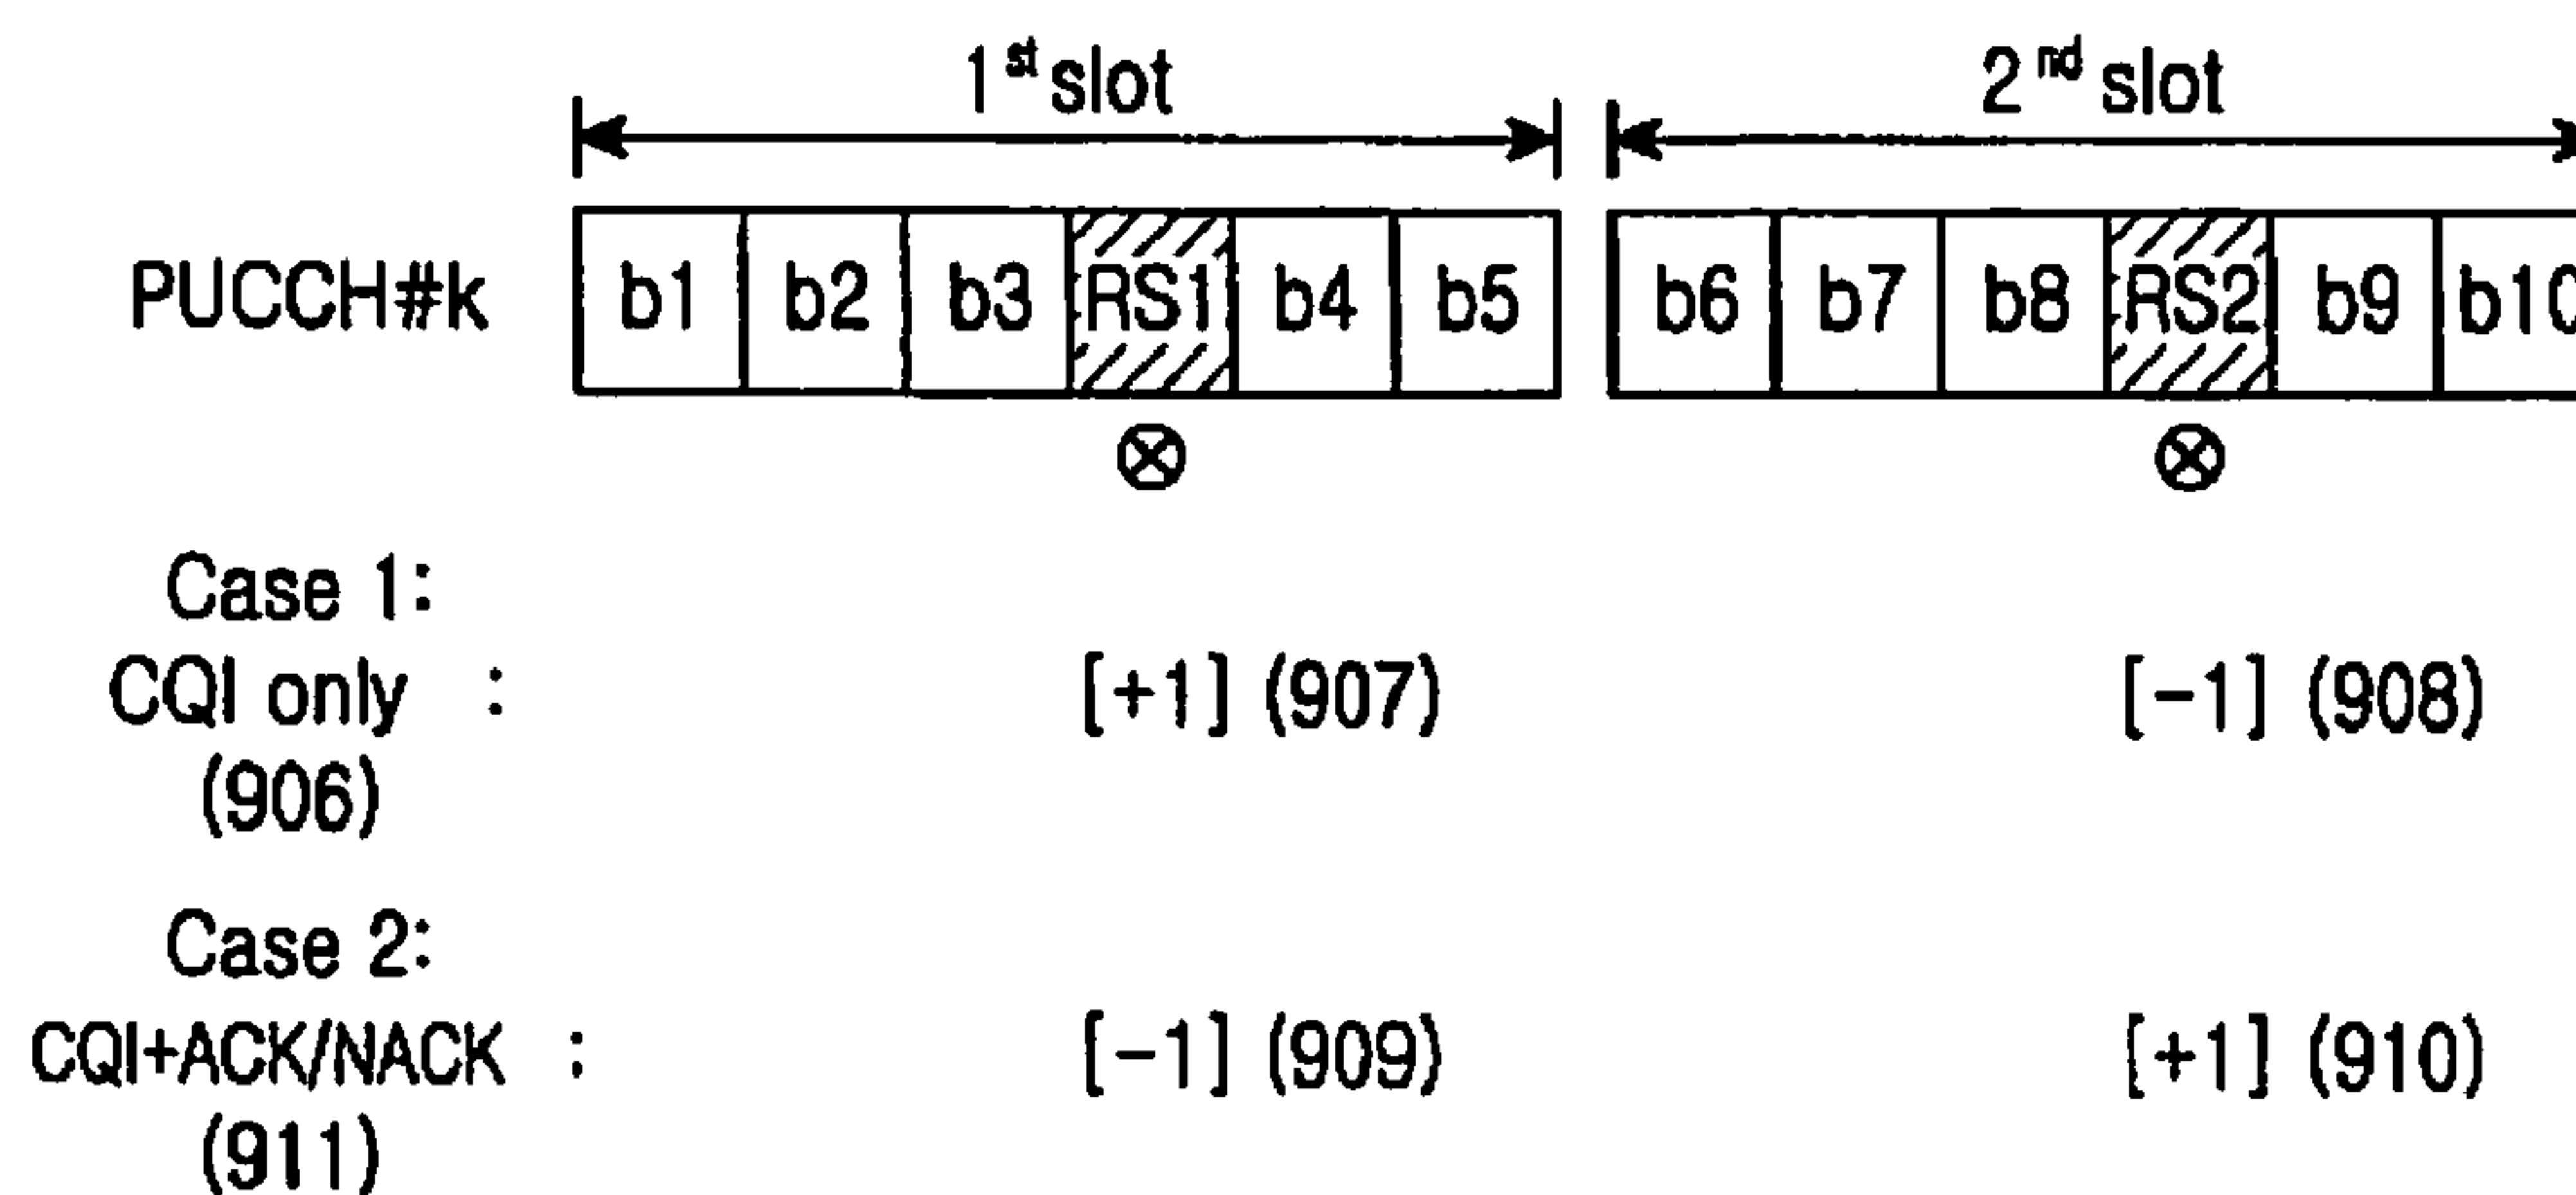 1st slot 2nd slot
PUCCH#k b1 b2 b3 RS1 b4 b5 b6 b7 b8 RS2 b9 b10
Case 1:
CQI only : [+1] (907) [-1] (908)
(906)
Case 2:
CQI+ACK/NACK : [-1] (909) [+1] (910)
(911)